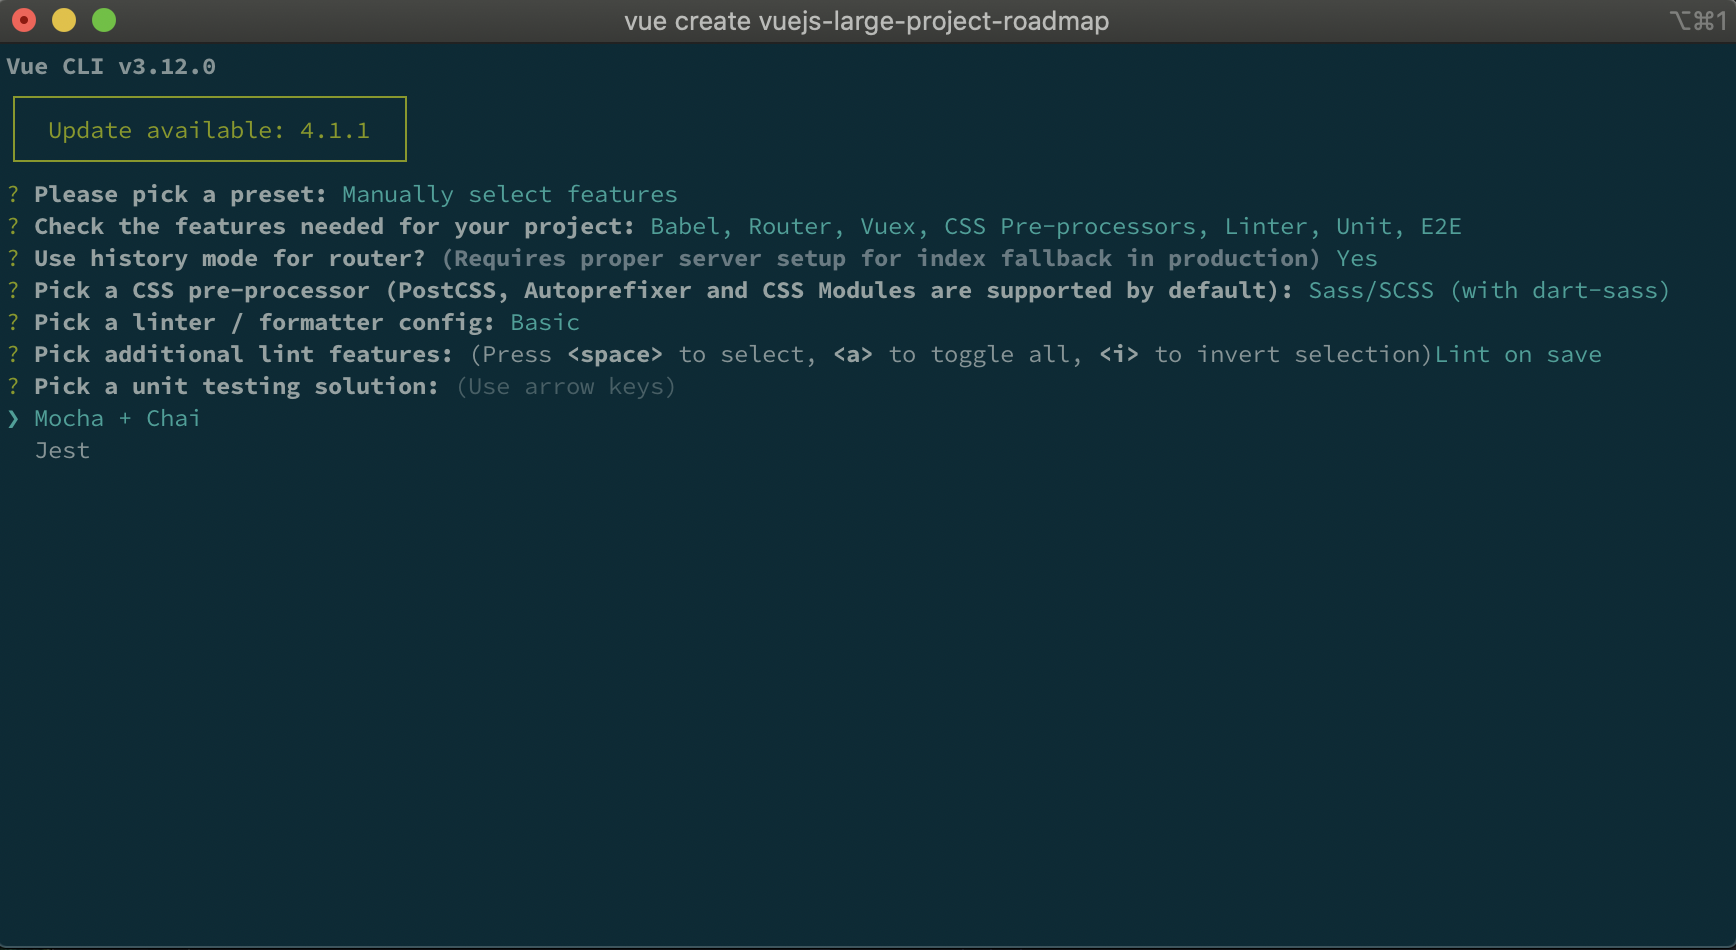 vue create vuejs-large-project-roadmap
⌥⌘1
Vue CLI v3.12.0
Update available: 4.1.1
? Please pick a preset: Manually select features
? Check the features needed for your project: Babel, Router, Vuex, CSS Pre-processors, Linter, Unit, E2E
? Use history mode for router? (Requires proper server setup for index fallback in production) Yes
? Pick a CSS pre-processor (PostCSS, Autoprefixer and CSS Modules are supported by default): Sass/SCSS (with dart-sass)
? Pick a linter / formatter config: Basic
? Pick additional lint features: (Press <space> to select, <a> to toggle all, <i> to invert selection)Lint on save
? Pick a unit testing solution: (Use arrow keys)
❯ Mocha + Chai
Jest